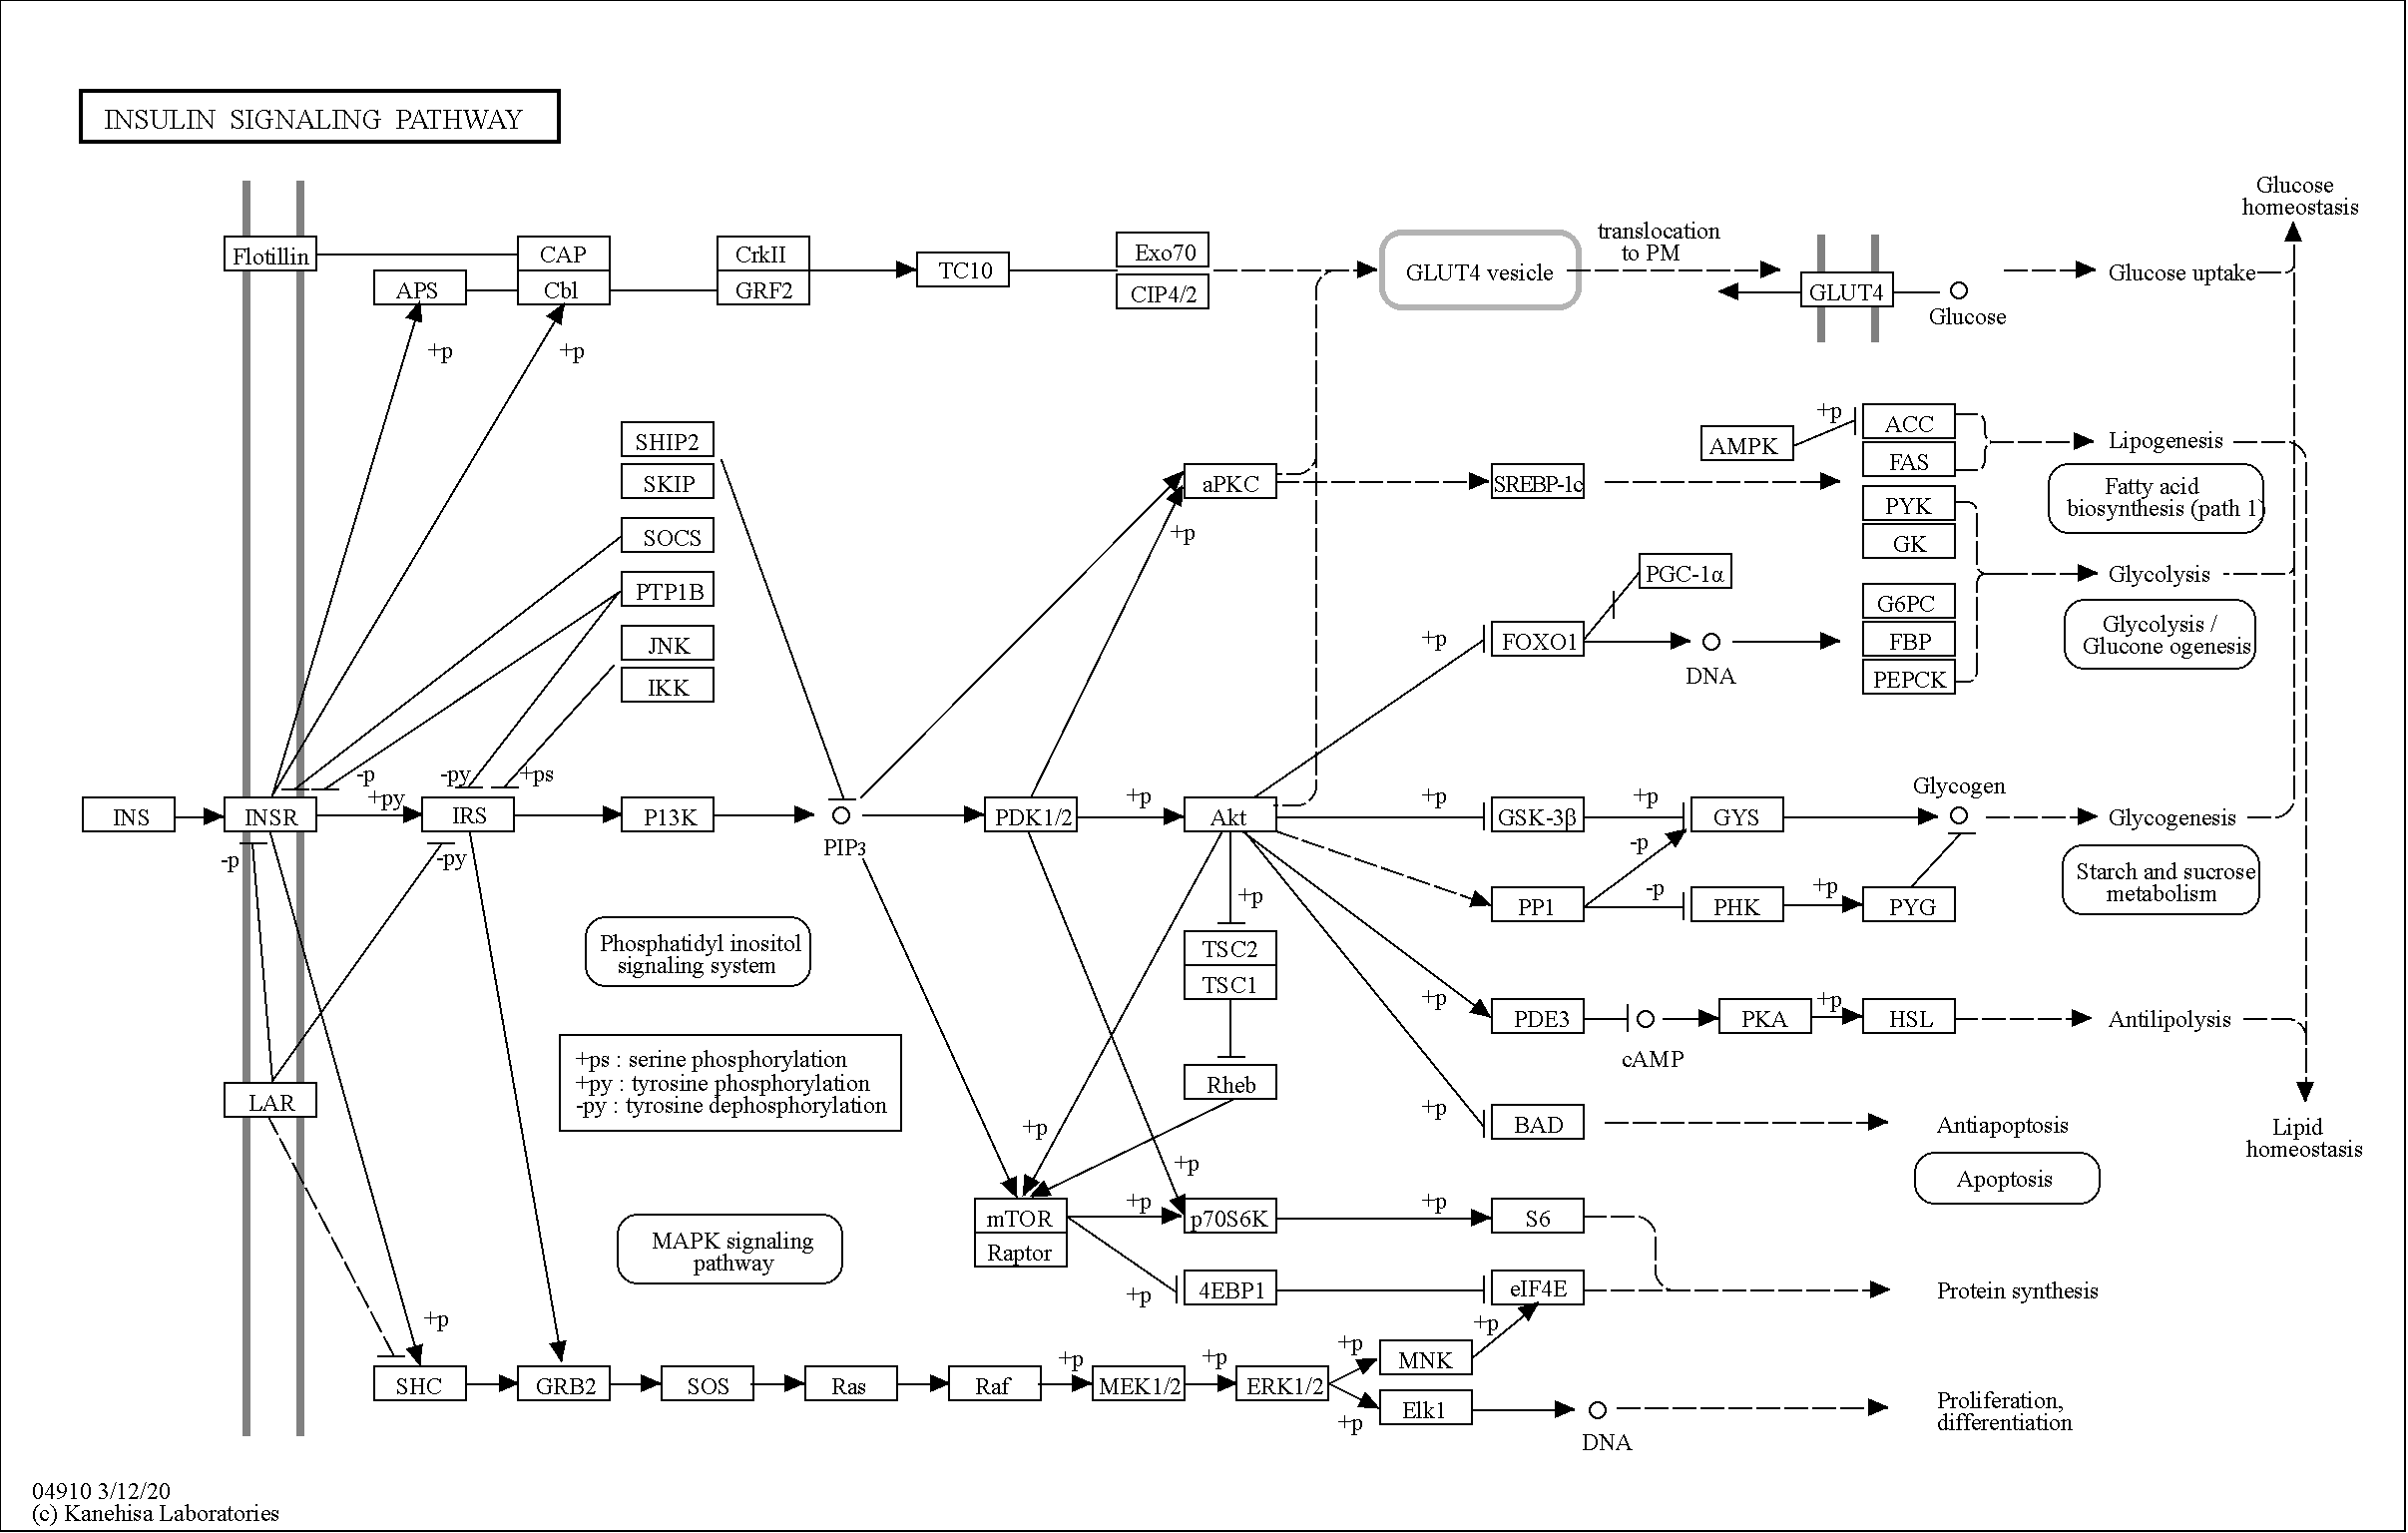 INSULIN SIGNALING PATHWAY
Glucose
homeostasis
Flotillin
CAP
CrkII
Exo70
translocation
to PM
APS
Cbl
GRF2
TC10
CIP4/2
GLUT4 vesicle
GLUT4
Glucose
Glucose uptake
+p
+p
SHIP2
SKIP
SOCS
PTP1B
JNK
IKK
aPKC
+p
SREBP-1c
AMPK
+p
ACC
FAS
PYK
GK
G6PC
FBP
PEPCK
Lipogenesis
Fatty acid
biosynthesis (path 1)
Glycolysis
Glycolysis /
Glucone ogenesis
PGC-1α
+p
FOXO1
DNA
-p
+py
-py
+ps
INS
INSR
IRS
P13K
PIP3
PDK1/2
+p
Akt
+p
GSK-3β
+p
GYS
Glycogen
Glycogenesis
-p
-py
-p
-p
+p
PP1
PHK
PYG
Starch and sucrose
metabolism
+p
TSC2
TSC1
Phosphatidyl inositol
signaling system
+p
PDE3
cAMP
PKA
+p
HSL
Antilipolysis
+ps : serine phosphorylation
+py : tyrosine phosphorylation
-py : tyrosine dephosphorylation
LAR
Rheb
+p
+p
BAD
Antiapoptosis
Apoptosis
Lipid
homeostasis
+p
mTOR
Raptor
+p
p70S6K
+p
S6
MAPK signaling
pathway
+p
4EBP1
eIF4E
Protein synthesis
+p
+p
SHC
GRB2
SOS
Ras
Raf
+p
MEK1/2
+p
ERK1/2
+p
MNK
+p
Elk1
DNA
Proliferation,
differentiation
04910 3/12/20
(c) Kanehisa Laboratories